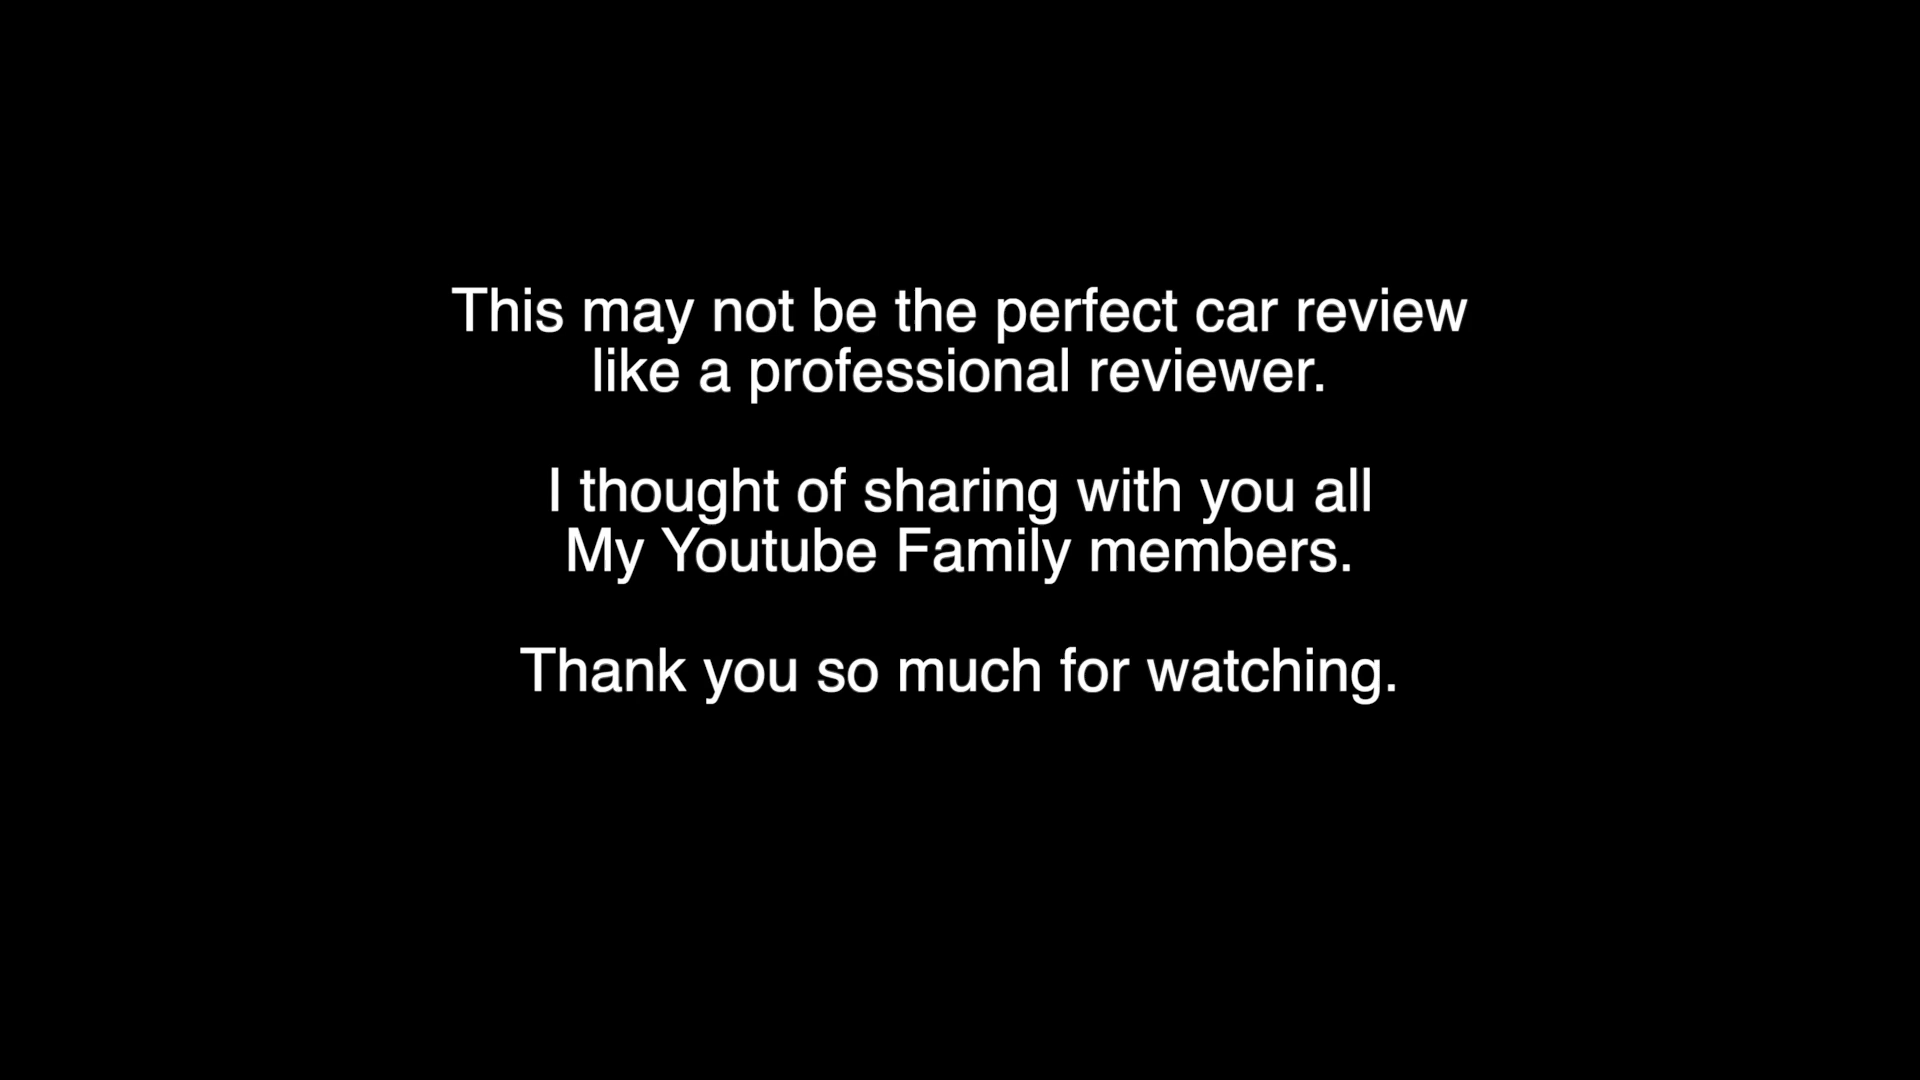 This may not be the perfect car review
like a professional reviewer.
I thought of sharing with you all
My Youtube Family members.
Thank you so much for watching.